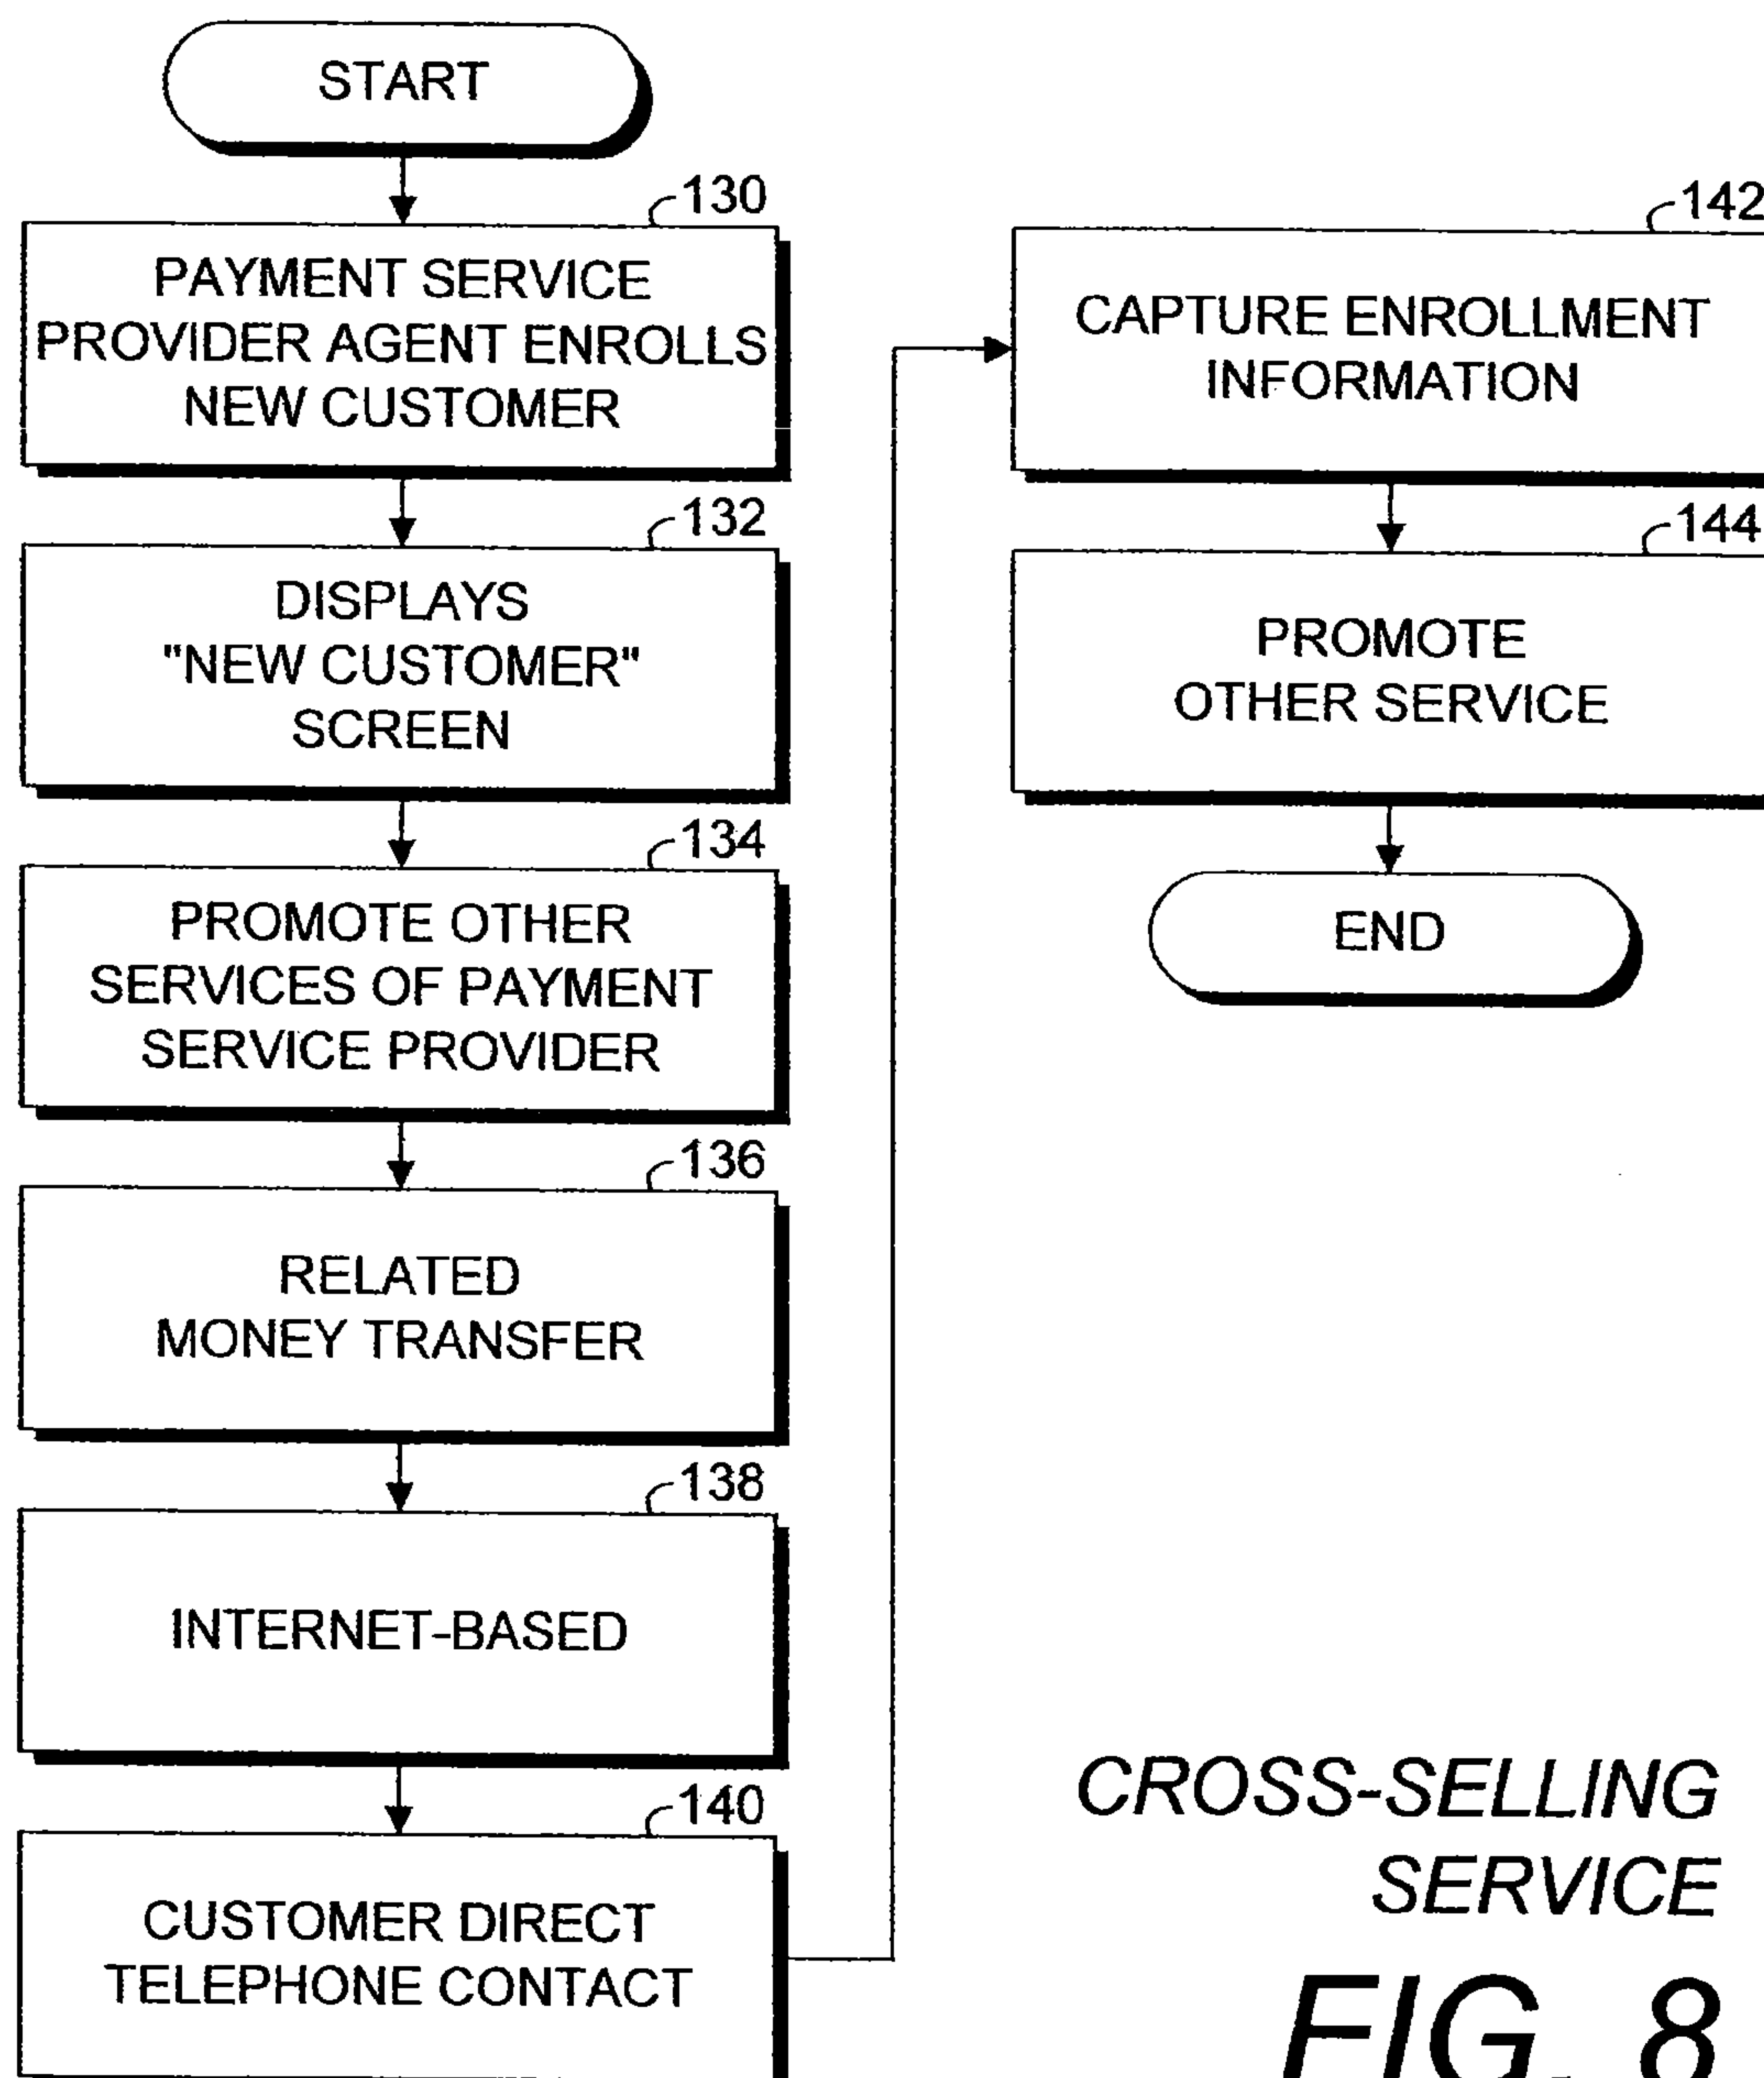 START
130
PAYMENT SERVICE
PROVIDER AGENT ENROLLS
NEW CUSTOMER
132
DISPLAYS
"NEW CUSTOMER"
SCREEN
134
PROMOTE OTHER
SERVICES OF PAYMENT
SERVICE PROVIDER
136
RELATED
MONEY TRANSFER
138
INTERNET-BASED
140
CUSTOMER DIRECT
TELEPHONE CONTACT
142
CAPTURE ENROLLMENT
INFORMATION
144
PROMOTE
OTHER SERVICE
END
CROSS-SELLING
SERVICE
FIG. 8